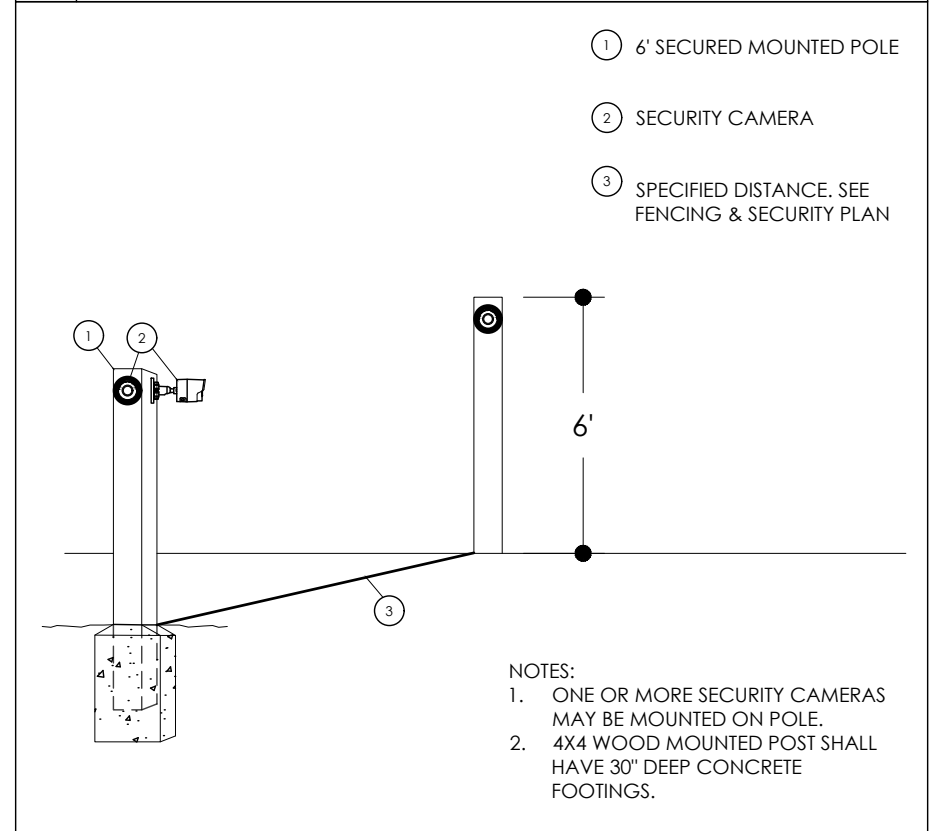 1 6' SECURED MOUNTED POLE
2 SECURITY CAMERA
3 SPECIFIED DISTANCE. SEE
FENCING & SECURITY PLAN
1
2
6'
3
NOTES:
1. ONE OR MORE SECURITY CAMERAS
MAY BE MOUNTED ON POLE.
2. 4X4 WOOD MOUNTED POST SHALL
HAVE 30" DEEP CONCRETE
FOOTINGS.